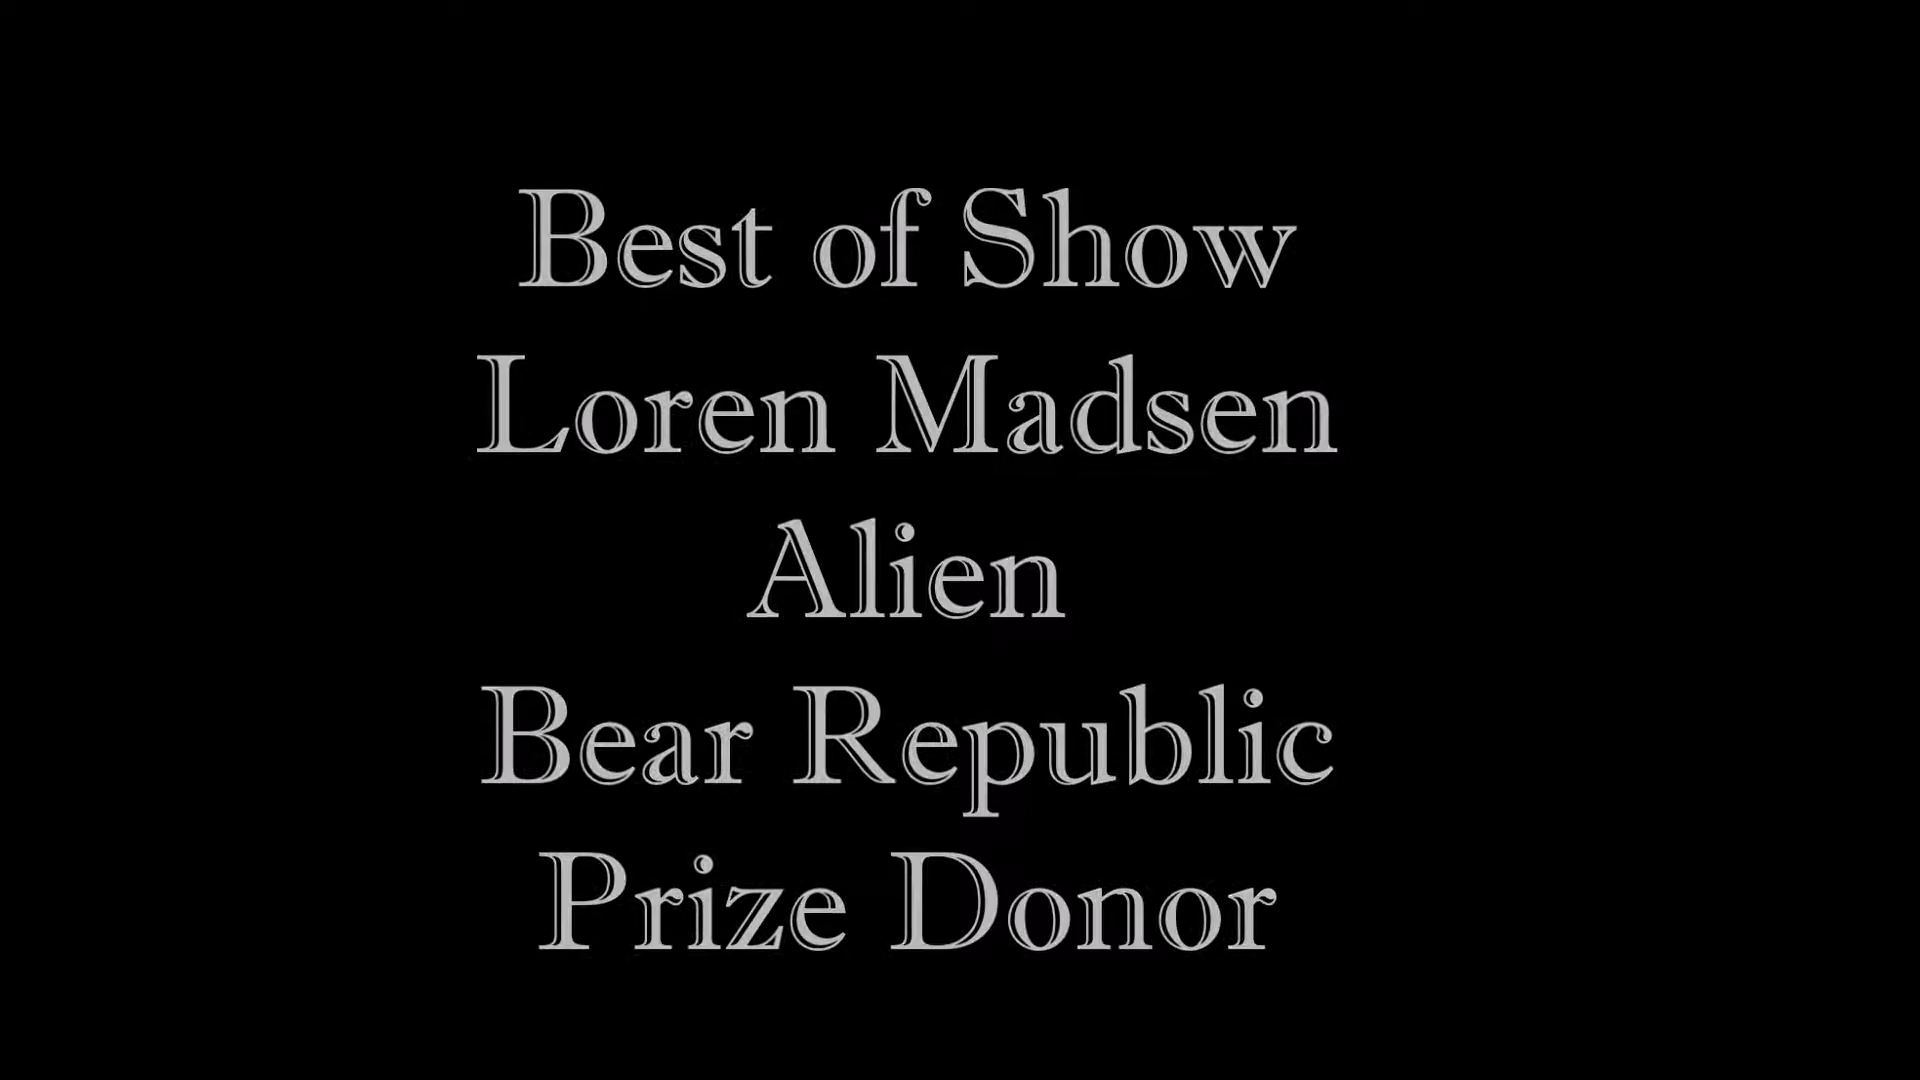 Best of Show
Loren Madsen
Alien
Bear Republic
Prize Donor